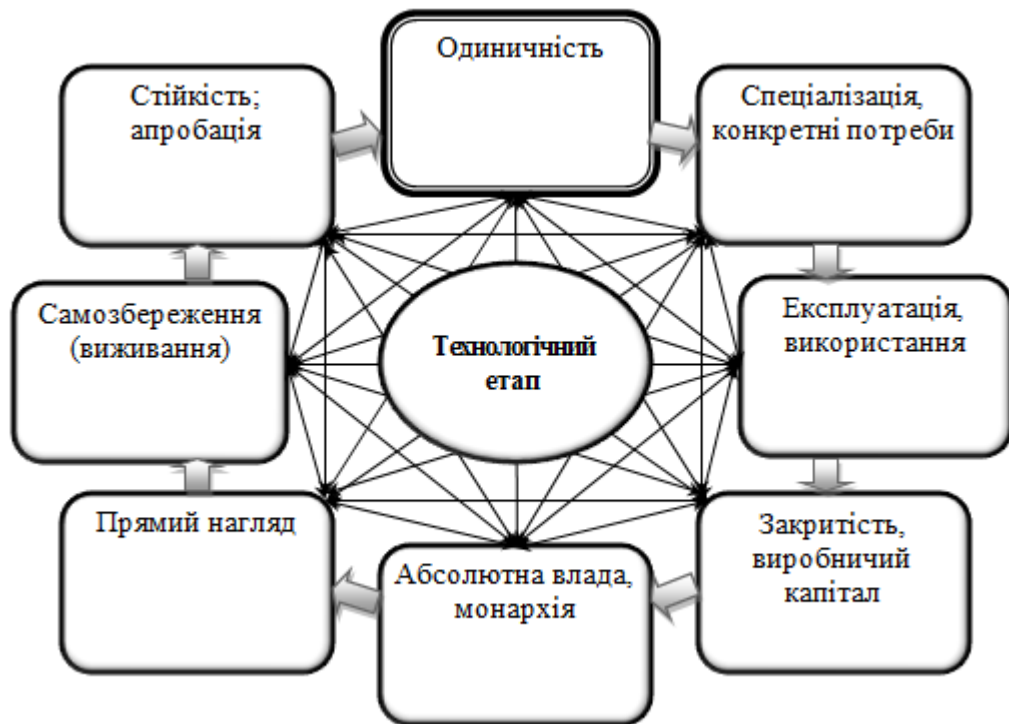 Одиничність
Стійкість;
апробація
Спеціалізація,
конкретні потреби
Самозбереження
(виживання)
Технологічний
етап
Експлуатація,
використання
Прямий нагляд
Абсолютна влада,
монархія
Закритість,
виробничий
капітал